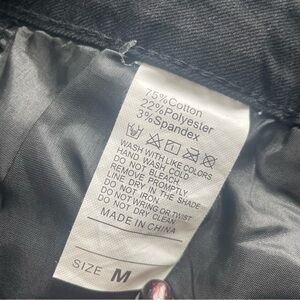 75%Cotton
22%Polyester
3%Spandex
WASH WITH LIKE COLORS
HAND WASH COLD
DO NOT BLEACH
REMOVE PROMPTLY
LINE DRY IN THE SHADE
DO NOT IRON
DO NOT WRING OR TWIST
DO NOT DRY CLEAN
MADE IN CHINA
SIZE M